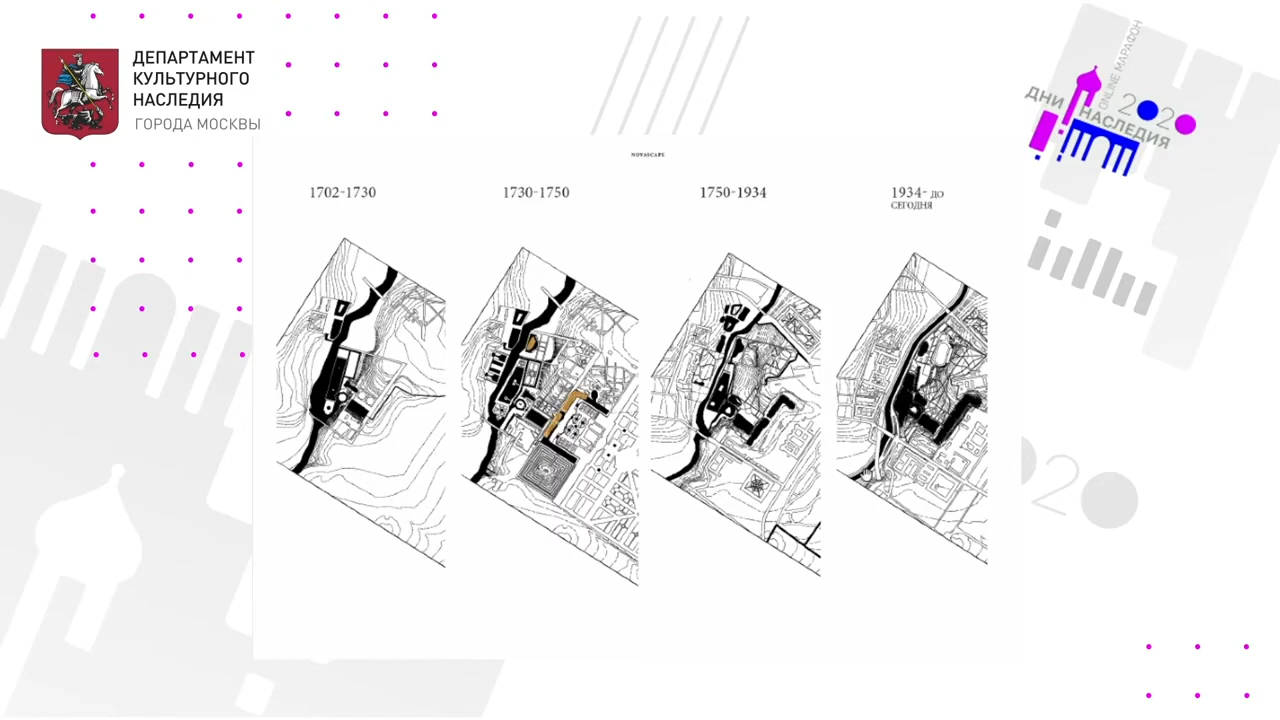 ДЕПАРТАМЕНТ
КУЛЬТУРНОГО
НАСЛЕДИЯ
ГОРОДА МОСКВЫ
ДНИ
НАСЛЕДИЯ
ONLINE МАРАФОН
2020
NOVASCAPE
1702-1730
1730-1750
1750-1934
1934- ДО
СЕГОДНЯ
2020